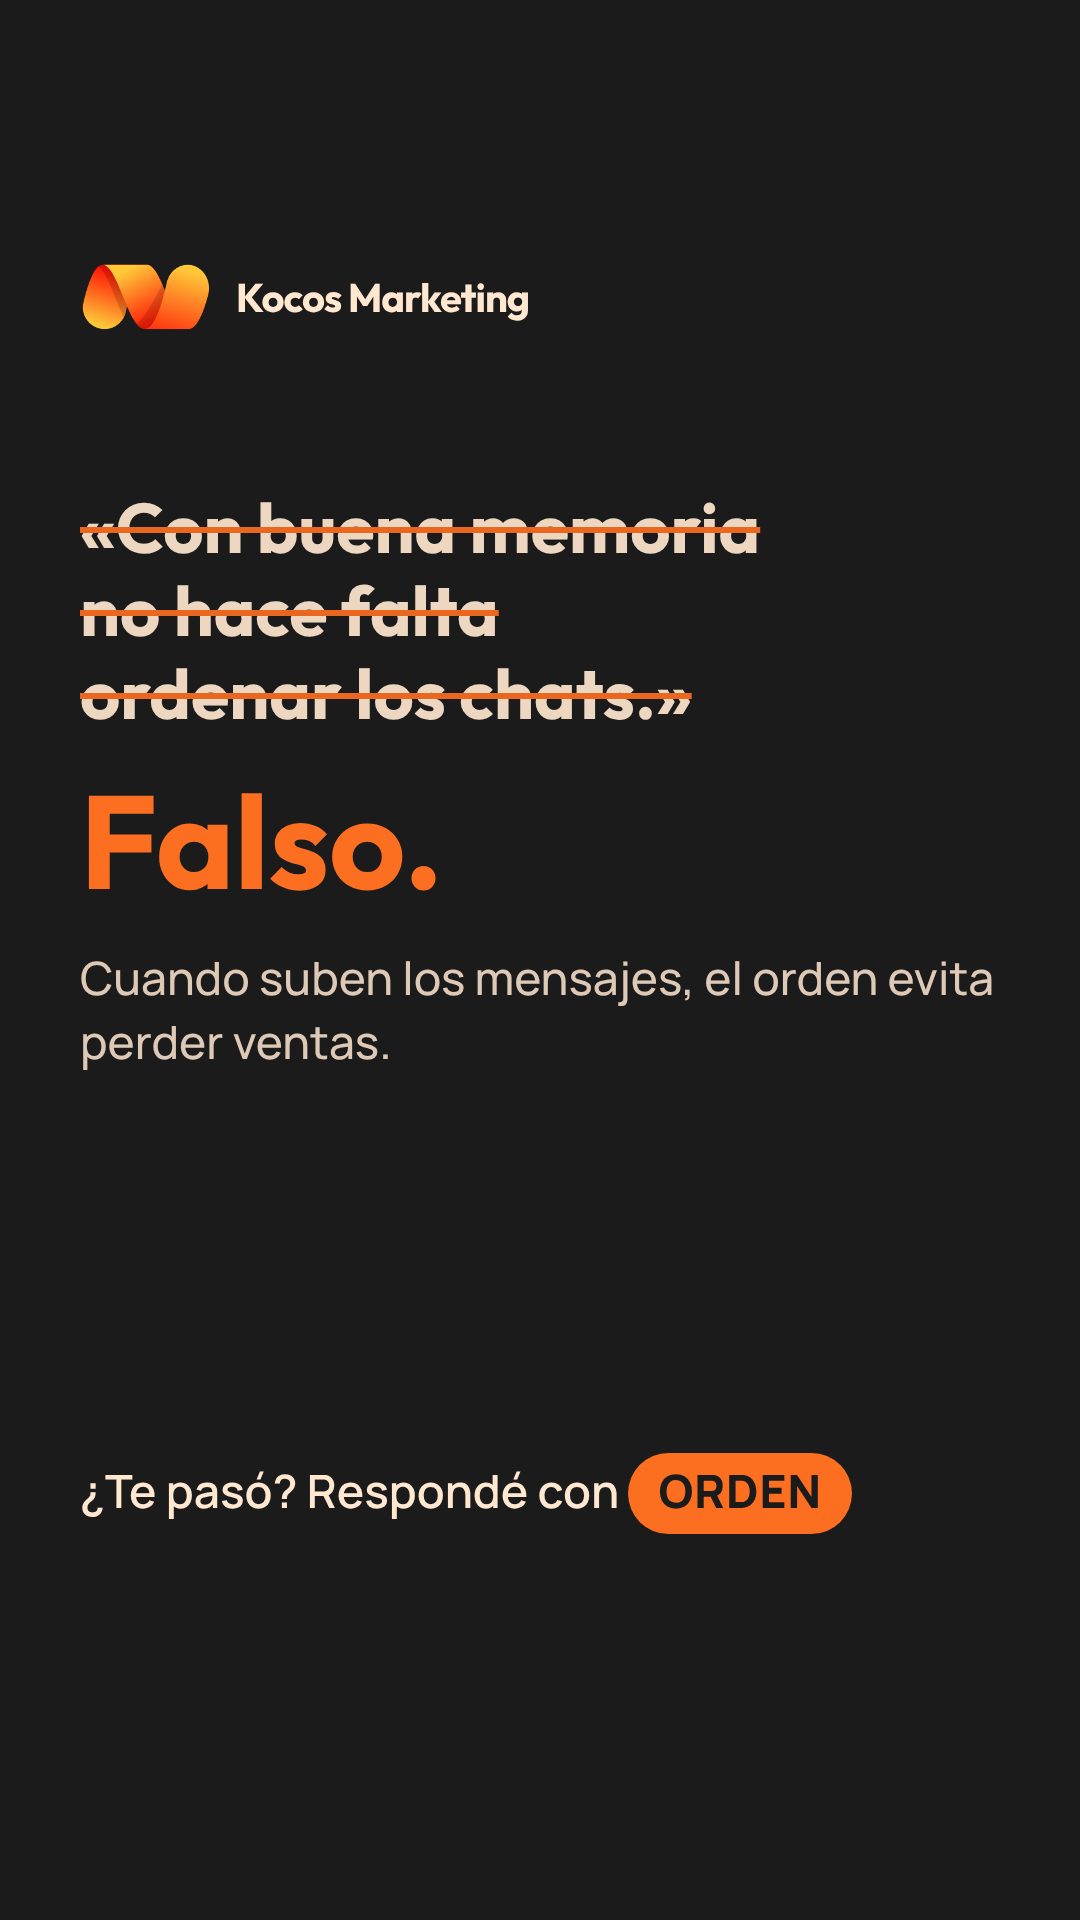 Kocos Marketing
«Con buena memoria
no hace falta
ordenar los chats.»
Falso.
Cuando suben los mensajes, el orden evita
perder ventas.
¿Te pasó? Respondé con ORDEN